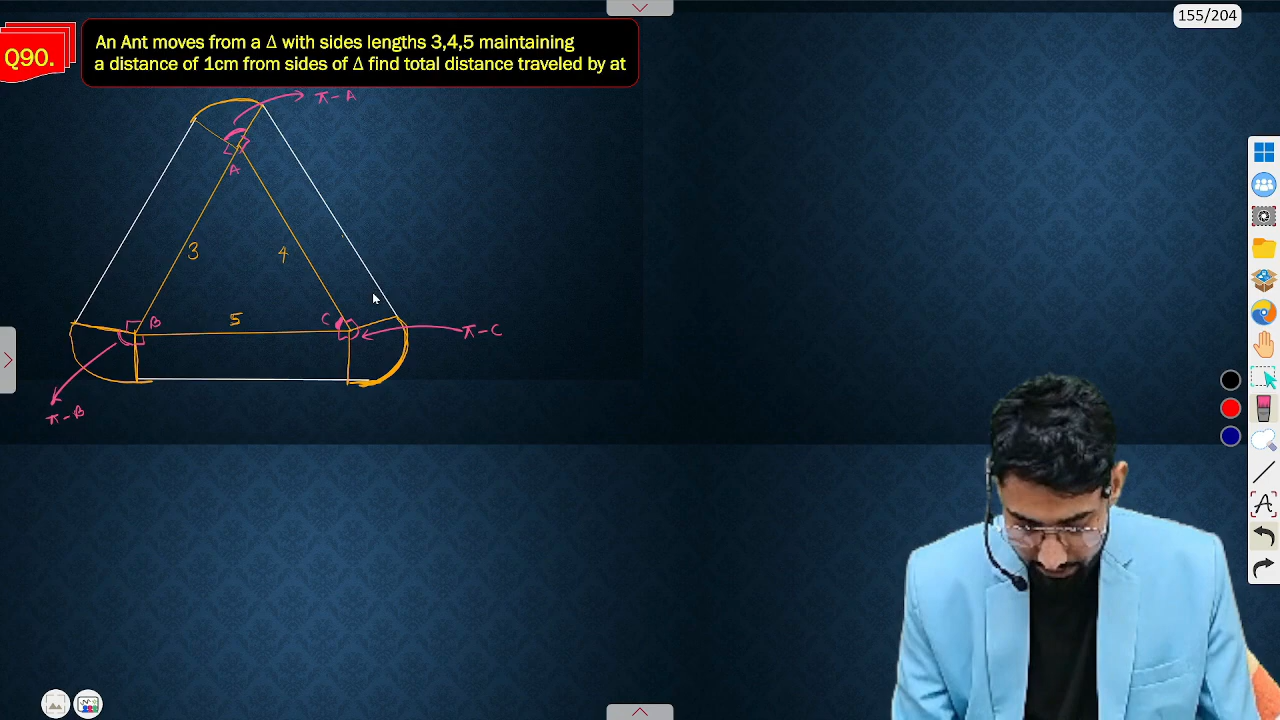 155/204
Q90.
An Ant moves from a Δ with sides lengths 3,4,5 maintaining
a distance of 1cm from sides of Δ find total distance traveled by at
π-A
A
3
4
B
5
C
π-C
π-B